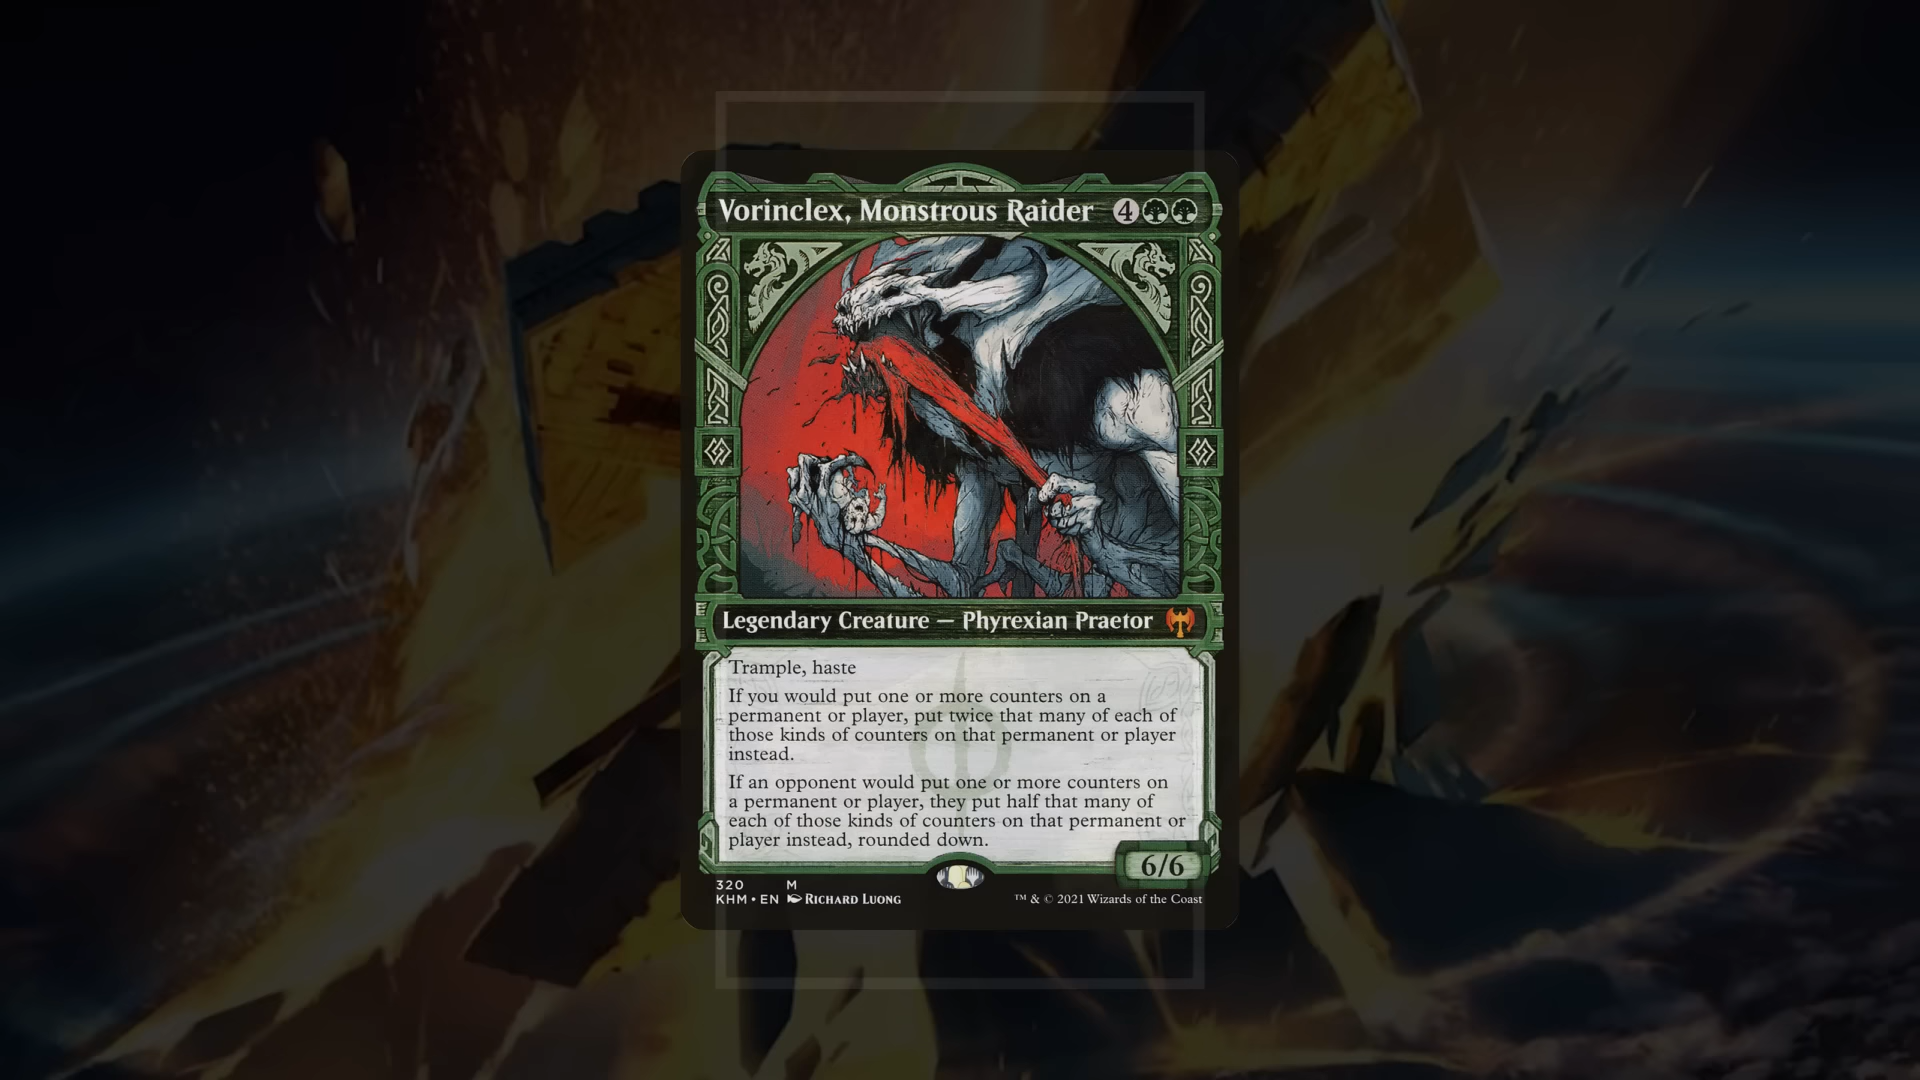 Vorinclex, Monstrous Raider 4
Legendary Creature — Phyrexian Praetor
Trample, haste
If you would put one or more counters on a
permanent or player, put twice that many of each of
those kinds of counters on that permanent or player
instead.
If an opponent would put one or more counters on
a permanent or player, they put half that many of
each of those kinds of counters on that permanent or
player instead, rounded down.
6/6
320 M
KHM • EN Richard Luong ™ & © 2021 Wizards of the Coast